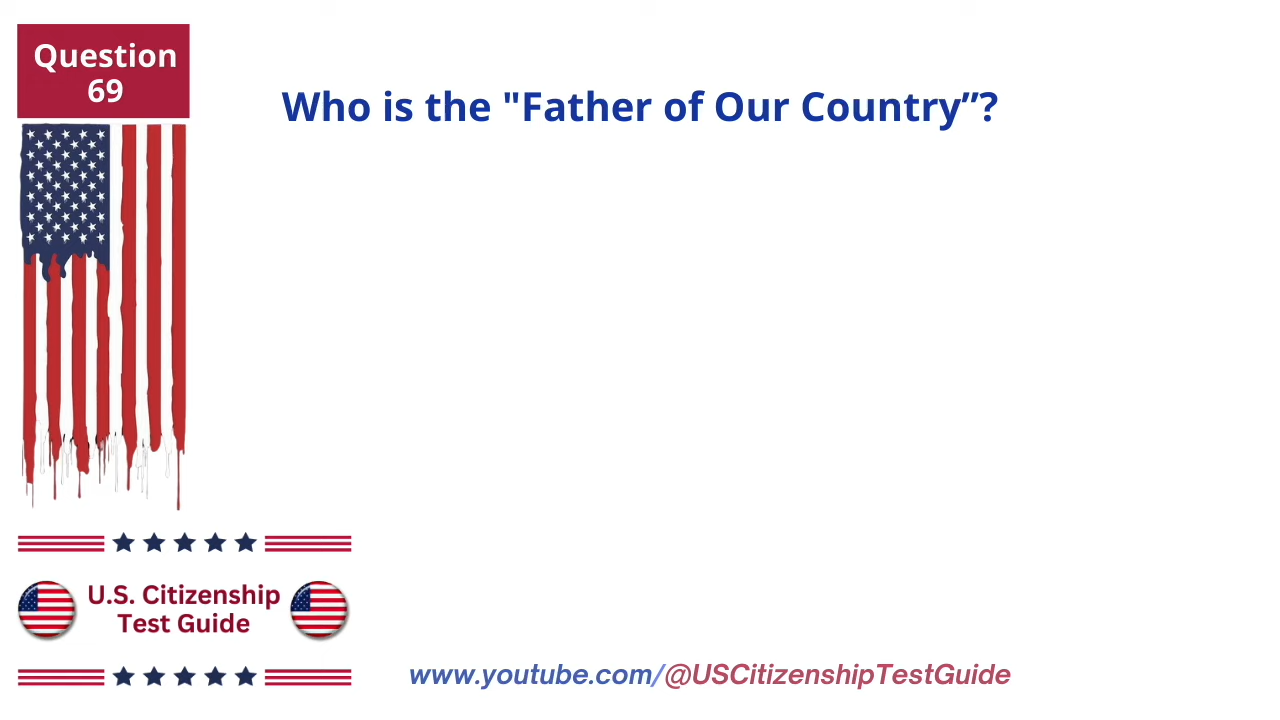 Question
69
Who is the "Father of Our Country”?
U.S. Citizenship
Test Guide
www.youtube.com/@USCitizenshipTestGuide